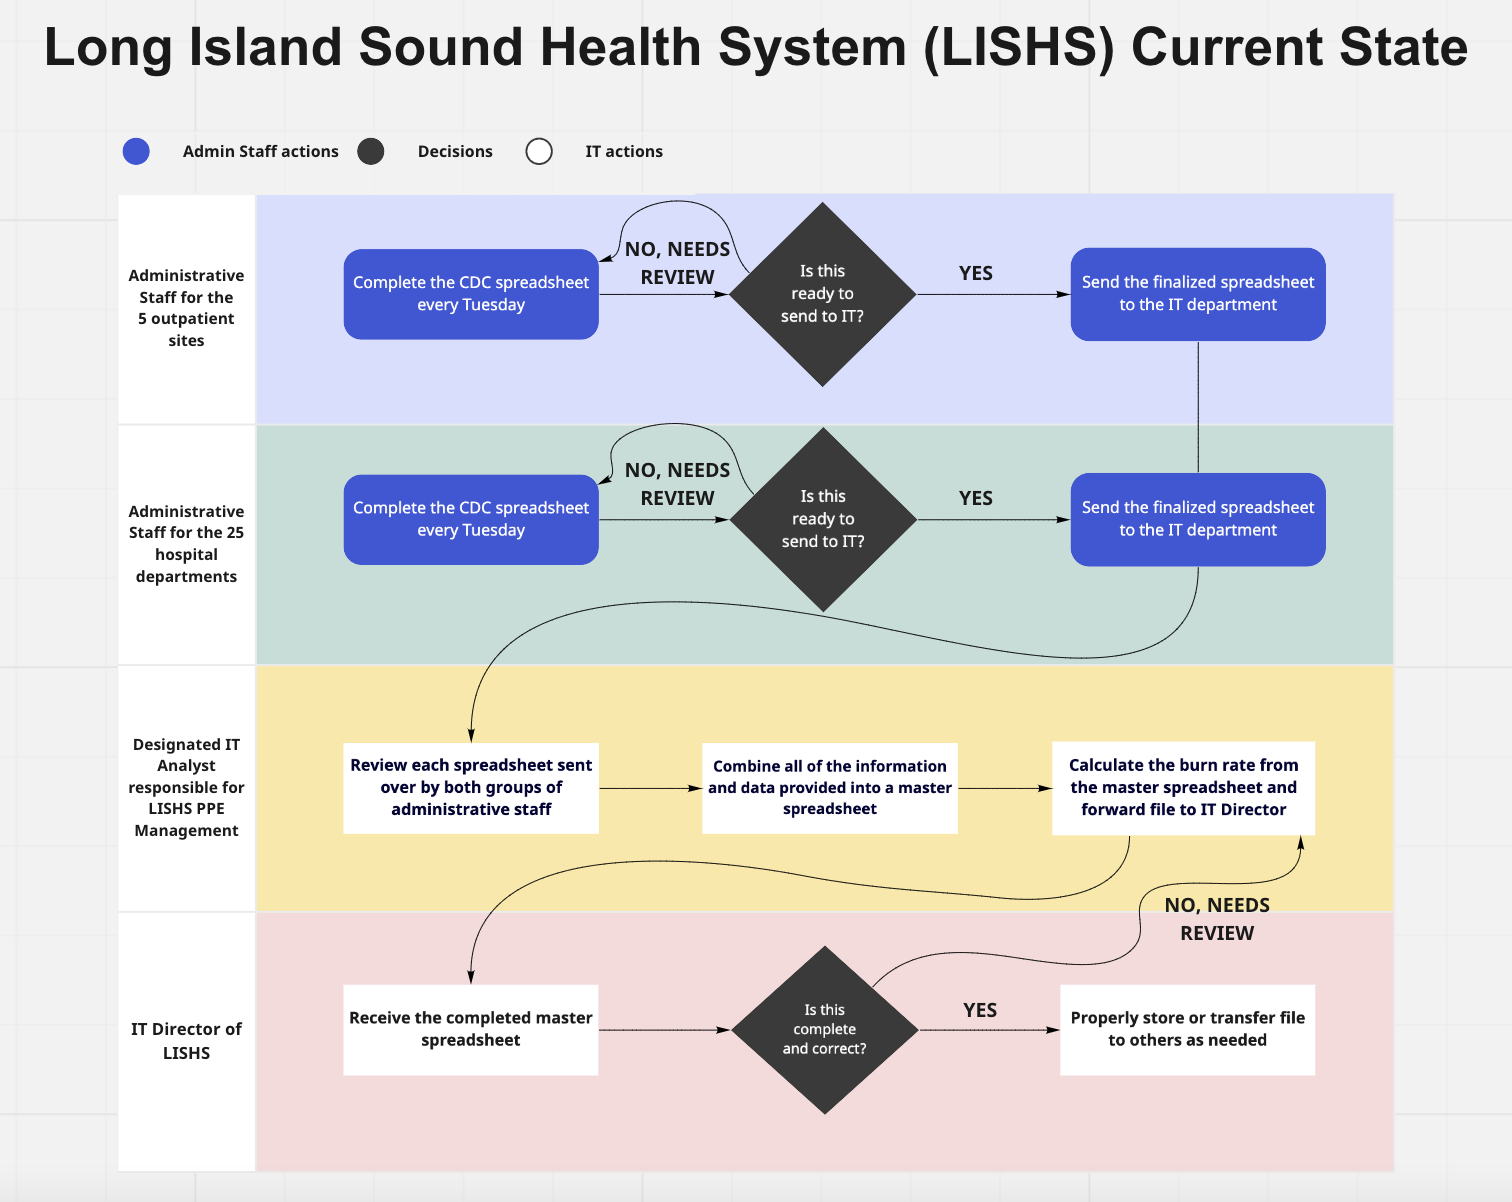 Long Island Sound Health System (LISHS) Current State
Admin Staff actions
Decisions
IT actions
Administrative
Staff for the
5 outpatient
sites
Complete the CDC spreadsheet
every Tuesday
NO, NEEDS
REVIEW
Is this
ready to
send to IT?
YES
Send the finalized spreadsheet
to the IT department
Administrative
Staff for the 25
hospital
departments
Complete the CDC spreadsheet
every Tuesday
NO, NEEDS
REVIEW
Is this
ready to
send to IT?
YES
Send the finalized spreadsheet
to the IT department
Designated IT
Analyst
responsible for
LISHS PPE
Management
Review each spreadsheet sent
over by both groups of
administrative staff
Combine all of the information
and data provided into a master
spreadsheet
Calculate the burn rate from
the master spreadsheet and
forward file to IT Director
NO, NEEDS
REVIEW
IT Director of
LISHS
Receive the completed master
spreadsheet
Is this
complete
and correct?
YES
Properly store or transfer file
to others as needed